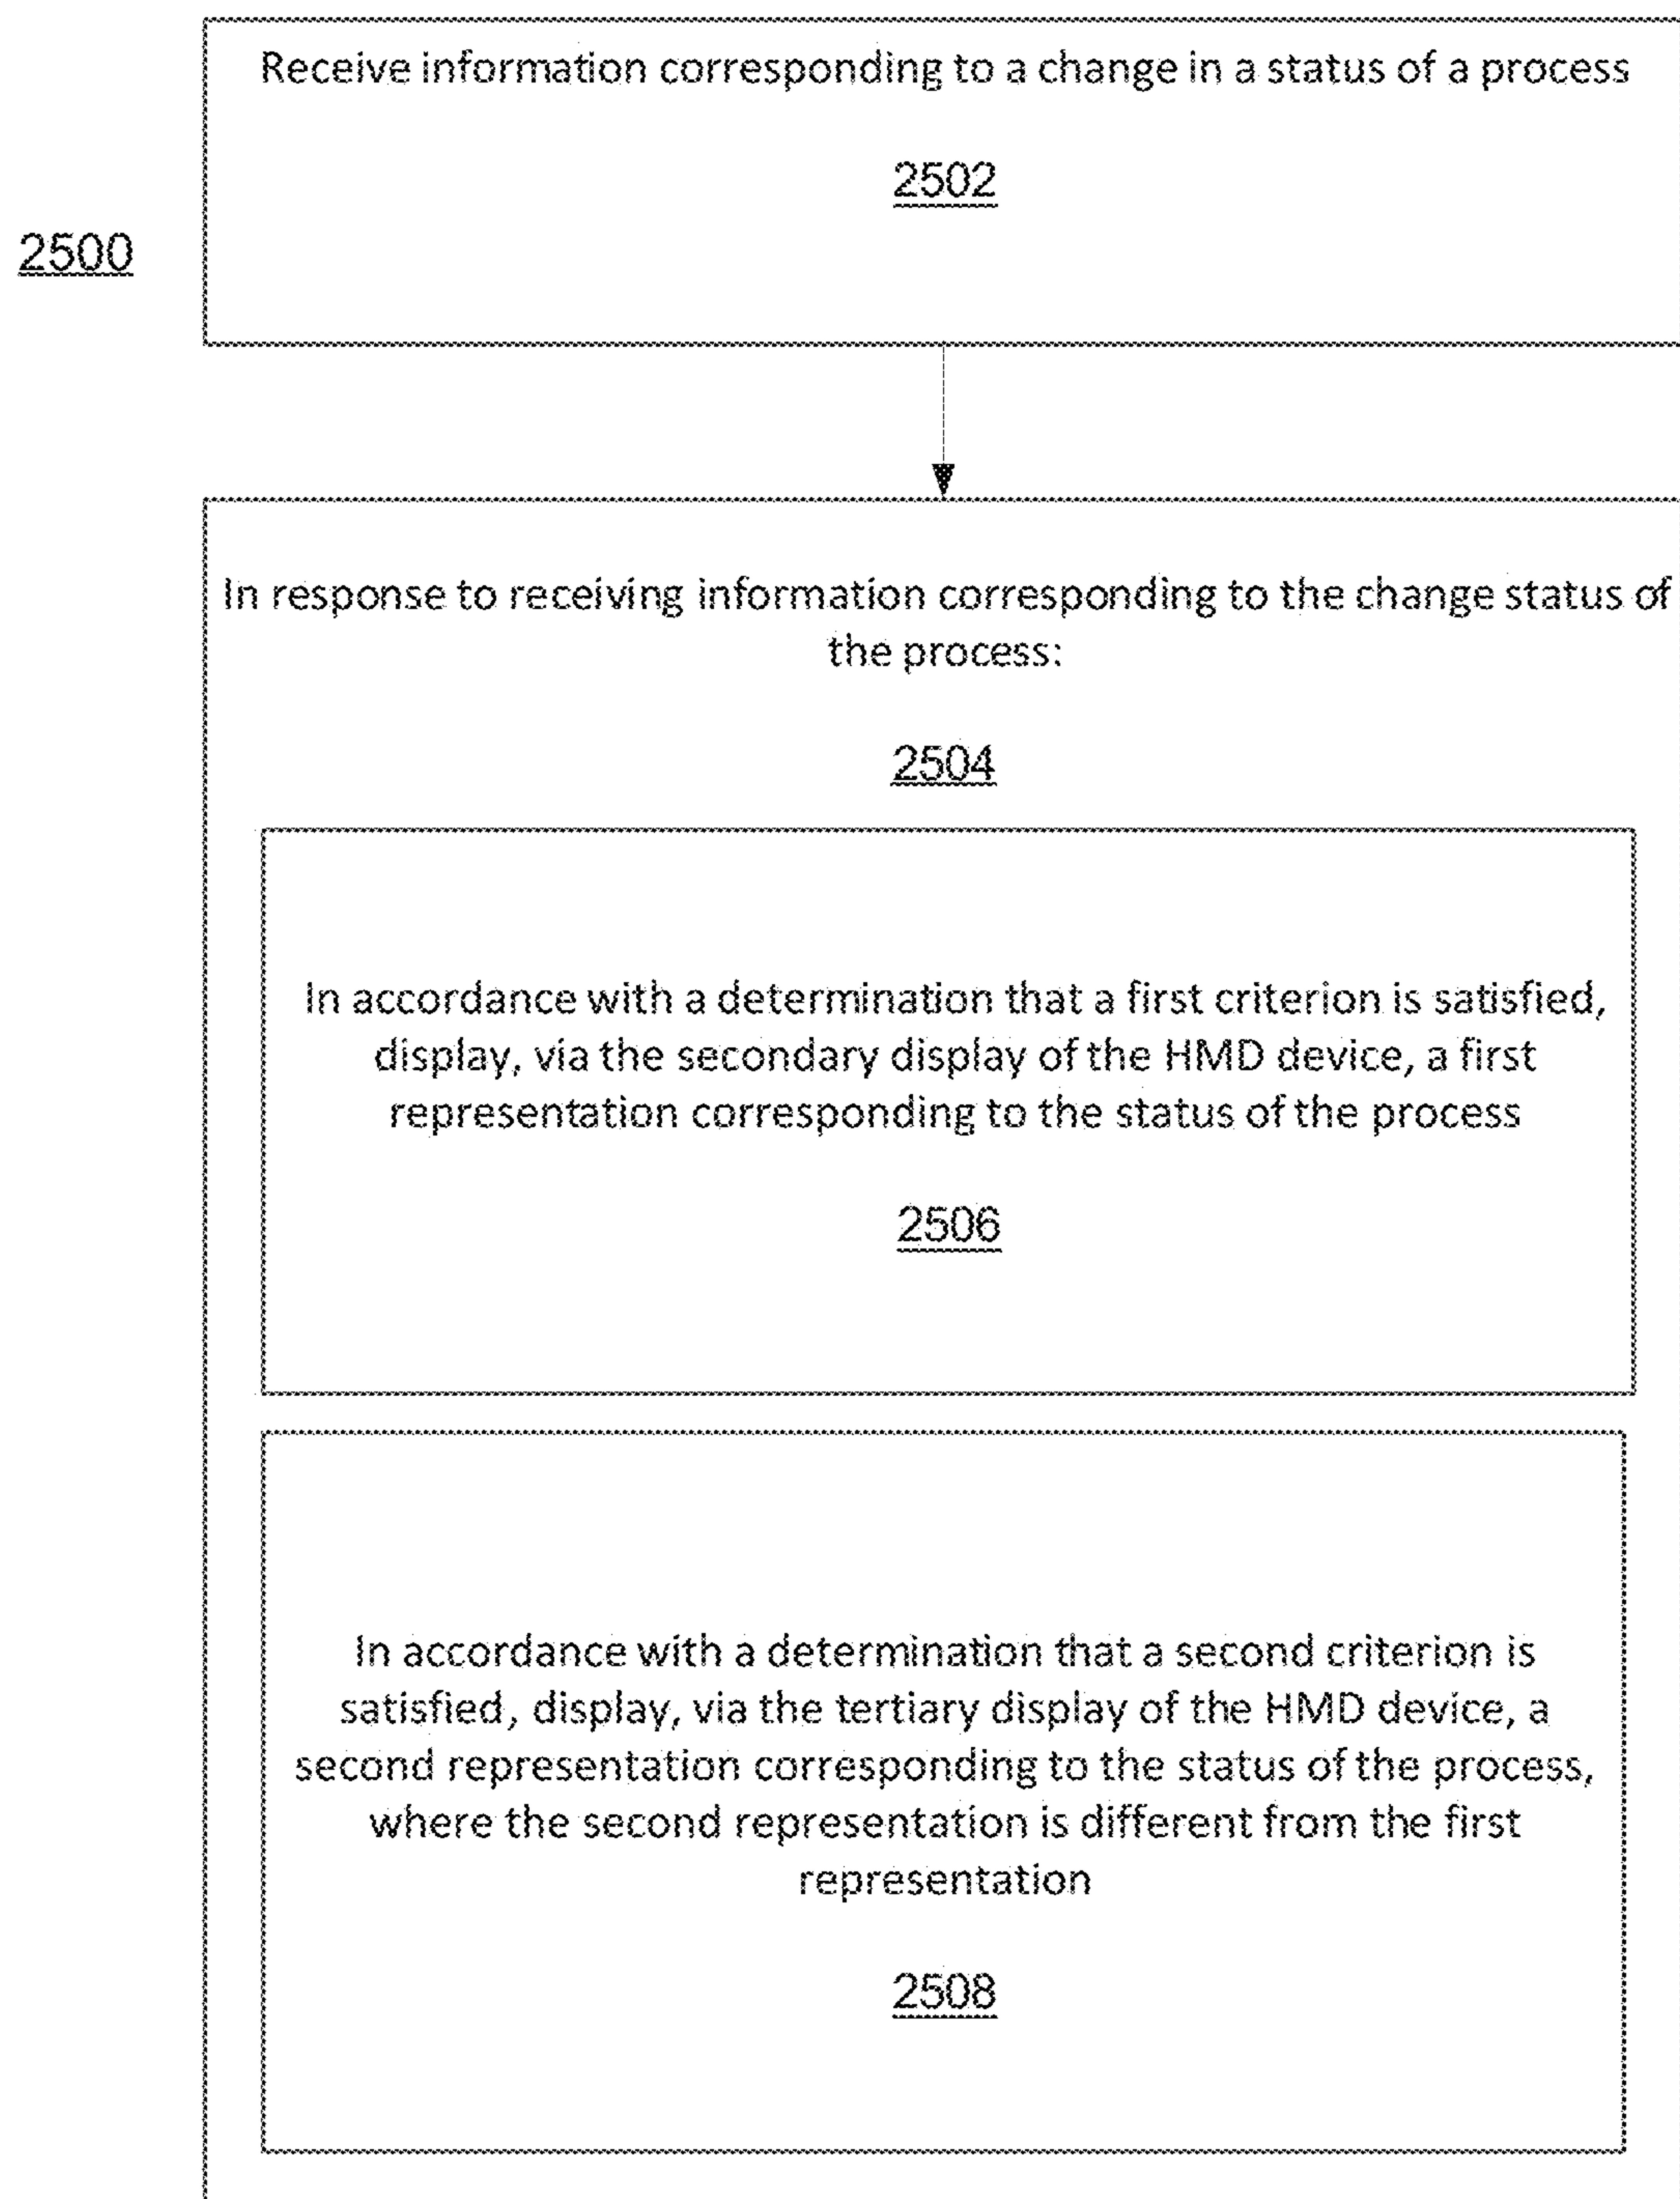 Receive information corresponding to a change in a status of a process
2502
2500
In response to receiving information corresponding to the change status of
the process:
2504
In accordance with a determination that a first criterion is satisfied,
display, via the secondary display of the HMD device, a first
representation corresponding to the status of the process
2506
In accordance with a determination that a second criterion is
satisfied, display, via the tertiary display of the HMD device, a
second representation corresponding to the status of the process,
where the second representation is different from the first
representation
2508